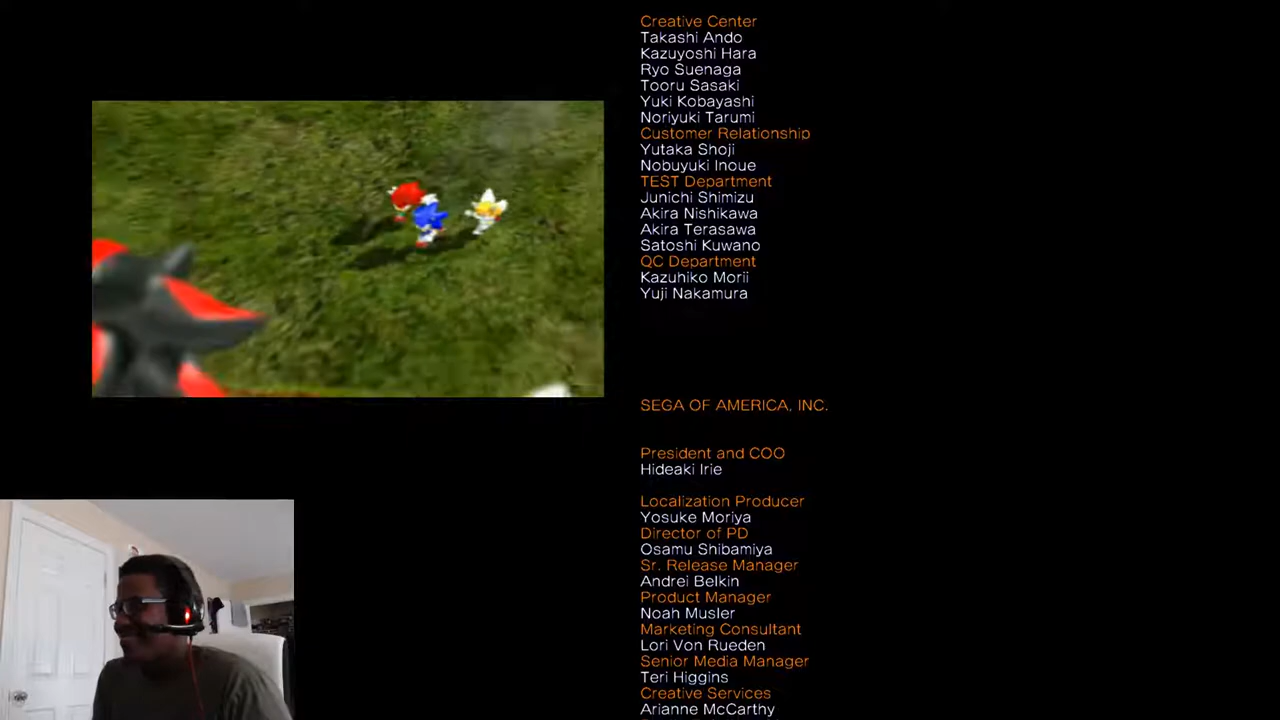 Creative Center
Takashi Ando
Kazuyoshi Hara
Ryo Suenaga
Tooru Sasaki
Yuki Kobayashi
Noriyuki Tarumi
Customer Relationship
Yutaka Shoji
Nobuyuki Inoue
TEST Department
Junichi Shimizu
Akira Nishikawa
Akira Terasawa
Satoshi Kuwano
QC Department
Kazuhiko Morii
Yuji Nakamura
SEGA OF AMERICA, INC.
President and COO
Hideaki Irie
Localization Producer
Yosuke Moriya
Director of PD
Osamu Shibamiya
Sr. Release Manager
Andrei Belkin
Product Manager
Noah Musler
Marketing Consultant
Lori Von Rueden
Senior Media Manager
Teri Higgins
Creative Services
Arianne McCarthy